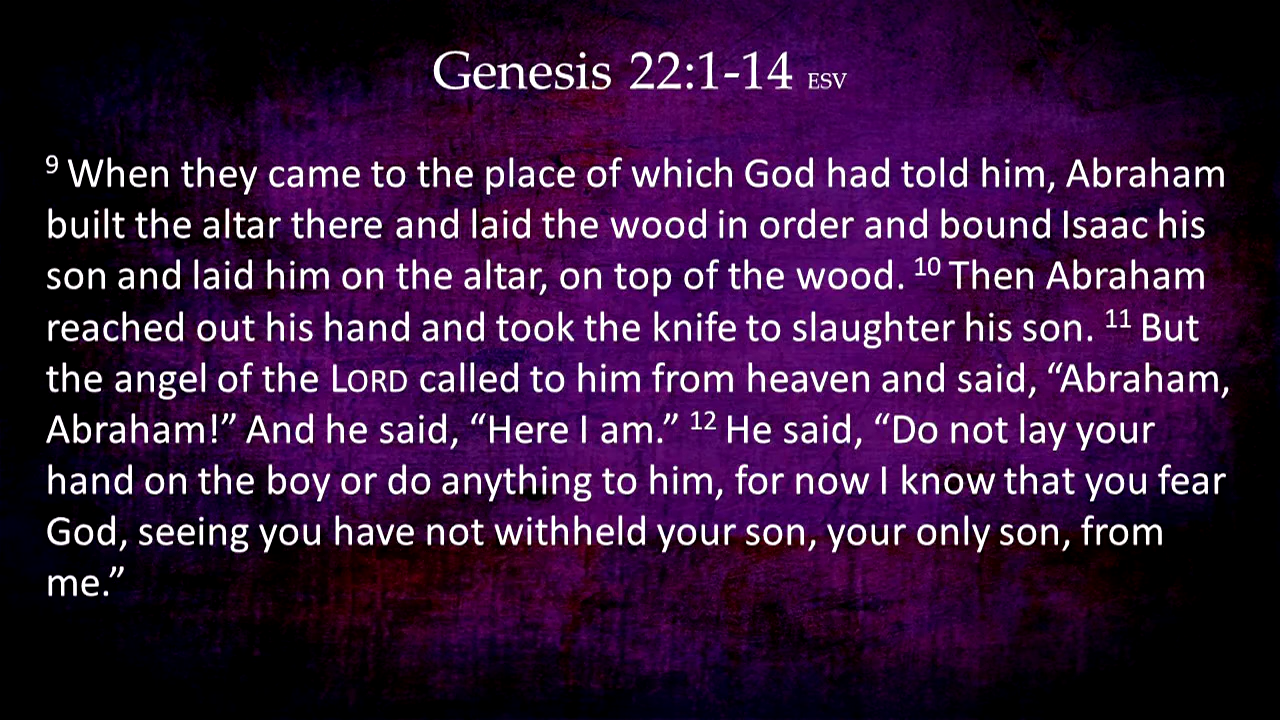 Genesis 22:1-14 ESV
9 When they came to the place of which God had told him, Abraham
built the altar there and laid the wood in order and bound Isaac his
son and laid him on the altar, on top of the wood. 10 Then Abraham
reached out his hand and took the knife to slaughter his son. 11 But
the angel of the LORD called to him from heaven and said, “Abraham,
Abraham!” And he said, “Here I am.” 12 He said, “Do not lay your
hand on the boy or do anything to him, for now I know that you fear
God, seeing you have not withheld your son, your only son, from
me.”